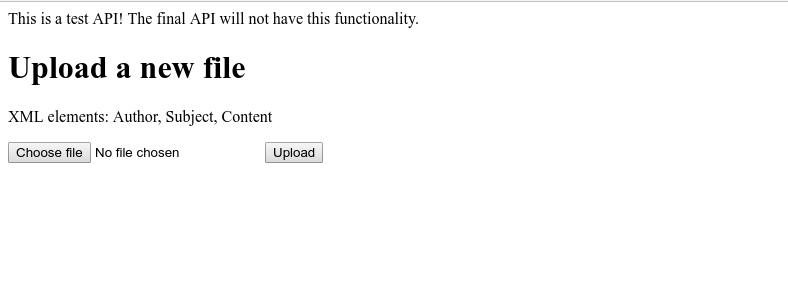 This is a test API! The final API will not have this functionality.
Upload a new file
XML elements: Author, Subject, Content
Choose file No file chosen Upload